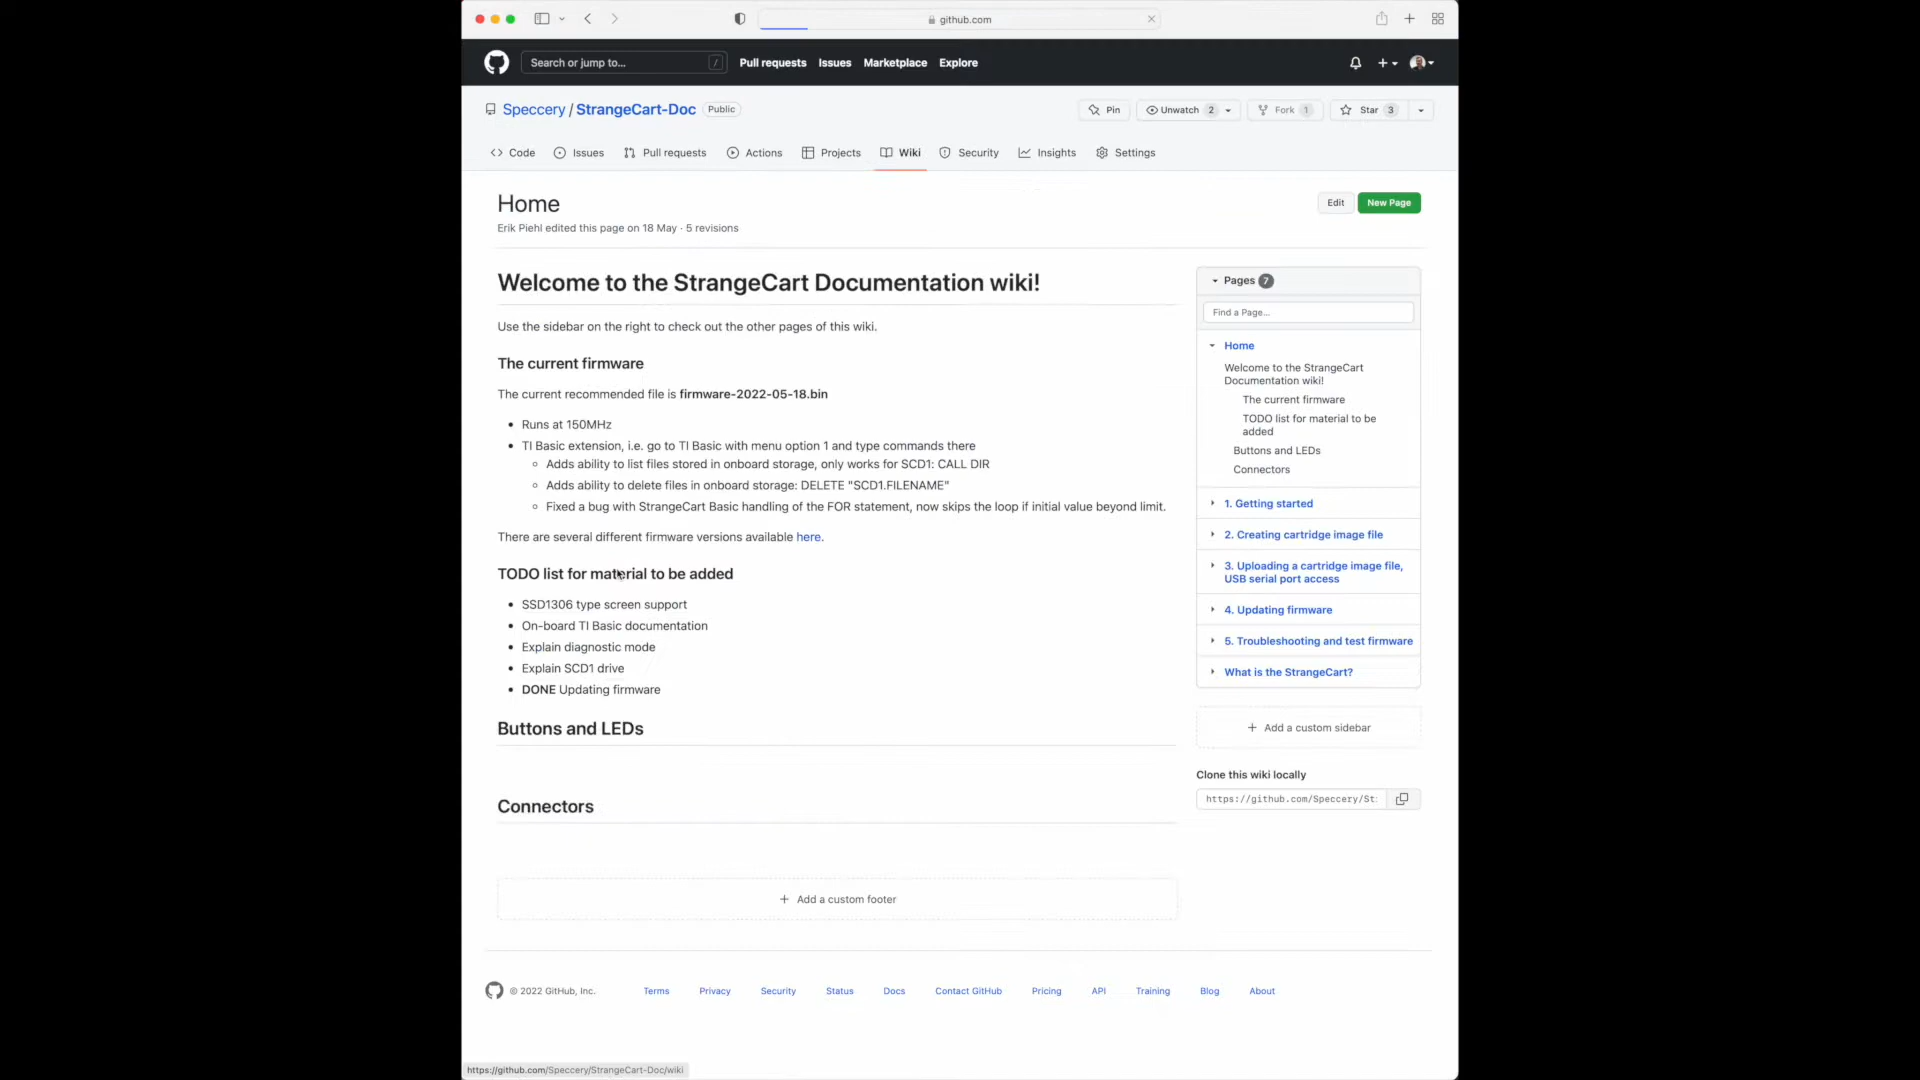 github.com
Search or jump to... /
Pull requests Issues Marketplace Explore
Speccery / StrangeCart-Doc Public
Pin Unwatch 2 Fork 1 Star 3
Code Issues Pull requests Actions Projects Wiki Security Insights Settings
Home
Edit New Page
Erik Piehl edited this page on 18 May · 5 revisions
Welcome to the StrangeCart Documentation wiki!
Use the sidebar on the right to check out the other pages of this wiki.
The current firmware
The current recommended file is firmware-2022-05-18.bin
• Runs at 150MHz
• TI Basic extension, i.e. go to TI Basic with menu option 1 and type commands there
◦ Adds ability to list files stored in onboard storage, only works for SCD1: CALL DIR
◦ Adds ability to delete files in onboard storage: DELETE "SCD1.FILENAME"
◦ Fixed a bug with StrangeCart Basic handling of the FOR statement, now skips the loop if initial value beyond limit.
There are several different firmware versions available here.
TODO list for material to be added
• SSD1306 type screen support
• On-board TI Basic documentation
• Explain diagnostic mode
• Explain SCD1 drive
• DONE Updating firmware
Buttons and LEDs
Connectors
+ Add a custom footer
Pages 7
Find a Page...
Home
Welcome to the StrangeCart
Documentation wiki!
The current firmware
TODO list for material to be
added
Buttons and LEDs
Connectors
1. Getting started
2. Creating cartridge image file
3. Uploading a cartridge image file,
USB serial port access
4. Updating firmware
5. Troubleshooting and test firmware
What is the StrangeCart?
+ Add a custom sidebar
Clone this wiki locally
https://github.com/Speccery/St
© 2022 GitHub, Inc. Terms Privacy Security Status Docs Contact GitHub Pricing API Training Blog About
https://github.com/Speccery/StrangeCart-Doc/wiki